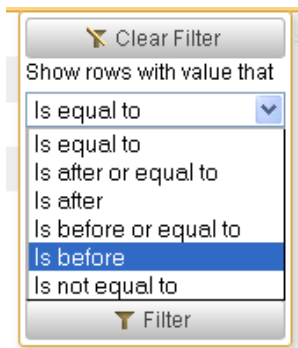 Clear Filter
Show rows with value that
Is equal to
Is equal to
Is after or equal to
Is after
Is before or equal to
Is before
Is not equal to
Filter